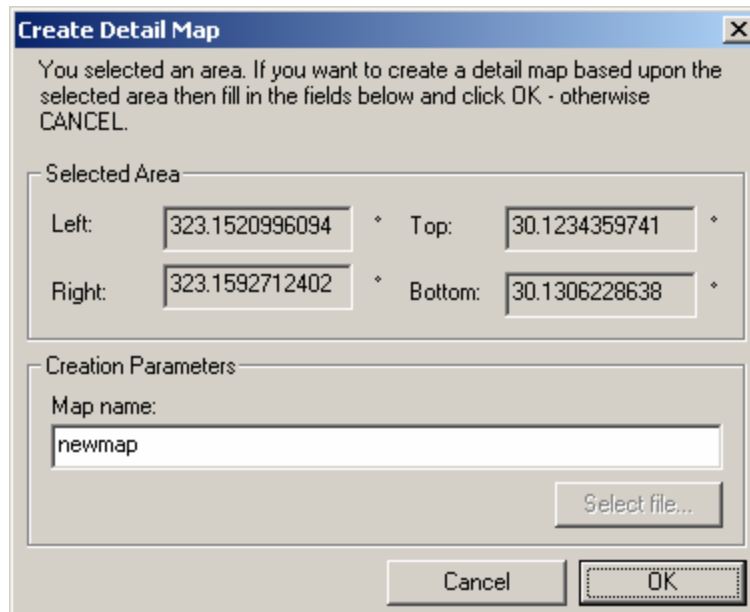 Create Detail Map
You selected an area. If you want to create a detail map based upon the
selected area then fill in the fields below and click OK - otherwise
CANCEL.
Selected Area
Left: 323.1520996094 ° Top: 30.1234359741 °
Right: 323.1592712402 ° Bottom: 30.1306228638 °
Creation Parameters
Map name:
newmap
Select file...
Cancel OK